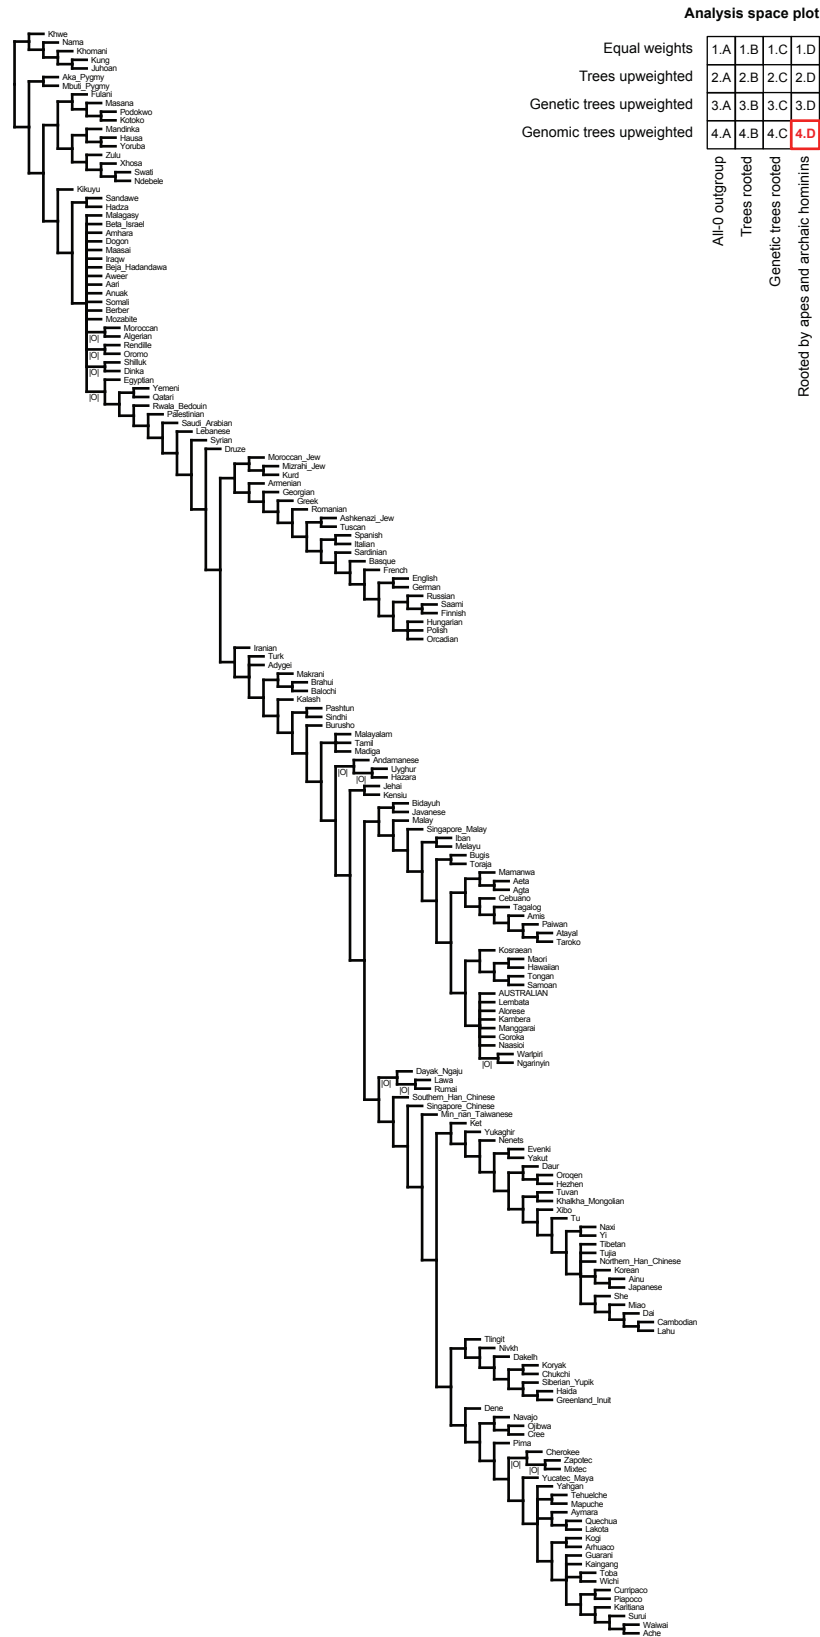 Analysis space plot
Equal weights
1.A 1.B 1.C 1.D
Trees upweighted
2.A 2.B 2.C 2.D
Genetic trees upweighted
3.A 3.B 3.C 3.D
Genomic trees upweighted
4.A 4.B 4.C 4.D
All-0 outgroup
Trees rooted
Genetic trees rooted
Rooted by apes and archaic hominins
Khwe
Nama
Khomani
Kung
Juhoan
Aka_Pygmy
Mbuti_Pygmy
Fulani
Masana
Podokwo
Kotoko
Mandinka
Hausa
Yoruba
Zulu
Xhosa
Swati
Ndebele
Kikuyu
Sandawe
Hadza
Malagasy
Beta_Israel
Amhara
Dogon
Maasai
Iraqw
Beja_Hadandawa
Aweer
Aari
Anuak
Somali
Berber
Mozabite
Moroccan
Algerian
|O|
Rendille
Oromo
|O|
Shilluk
Dinka
|O|
Egyptian
|O|
Yemeni
Qatari
Rwala_Bedouin
Palestinian
Saudi_Arabian
Lebanese
Syrian
Druze
Moroccan_Jew
Mizrahi_Jew
Kurd
Armenian
Georgian
Greek
Romanian
Ashkenazi_Jew
Tuscan
Spanish
Italian
Sardinian
Basque
French
English
German
Russian
Saami
Finnish
Hungarian
Polish
Orcadian
Iranian
Turk
Adygei
Makrani
Brahui
Balochi
Kalash
Pashtun
Sindhi
Burusho
Malayalam
Tamil
Madiga
Andamanese
|O|
Uyghur
Hazara
|O|
Jehai
Kensiu
Bidayuh
Javanese
Malay
Singapore_Malay
Iban
Melayu
Bugis
Toraja
Mamanwa
Aeta
Agta
Cebuano
Tagalog
Amis
Paiwan
Atayal
Taroko
Kosraean
Maori
Hawaiian
Tongan
Samoan
AUSTRALIAN
Lembata
Alorese
Kambera
Manggarai
Goroka
Naasioi
Warlpiri
Ngarinyin
|O|
Dayak_Ngaju
|O|
Lawa
Rumai
|O|
Southern_Han_Chinese
Singapore_Chinese
Min_nan_Taiwanese
Ket
Yukaghir
Nenets
Evenki
Yakut
Daur
Oroqen
Hezhen
Tuvan
Khalkha_Mongolian
Xibo
Tu
Naxi
Yi
Tibetan
Tujia
Northern_Han_Chinese
Korean
Ainu
Japanese
She
Miao
Dai
Cambodian
Lahu
Tlingit
Nivkh
Dakelh
Koryak
Chukchi
Siberian_Yupik
Haida
Greenland_Inuit
Dene
Navajo
Ojibwa
Cree
Pima
Cherokee
|O|
Zapotec
Mixtec
|O|
Yucatec_Maya
Yahgan
Tehuelche
Mapuche
Aymara
Quechua
Lakota
Kogi
Arhuaco
Guarani
Kaingang
Toba
Wichi
Curripaco
Piapoco
Karitiana
Surui
Waiwai
Ache